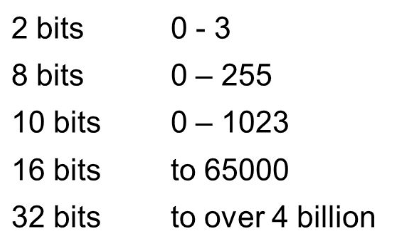 2 bits 0 - 3
8 bits 0 – 255
10 bits 0 – 1023
16 bits to 65000
32 bits to over 4 billion